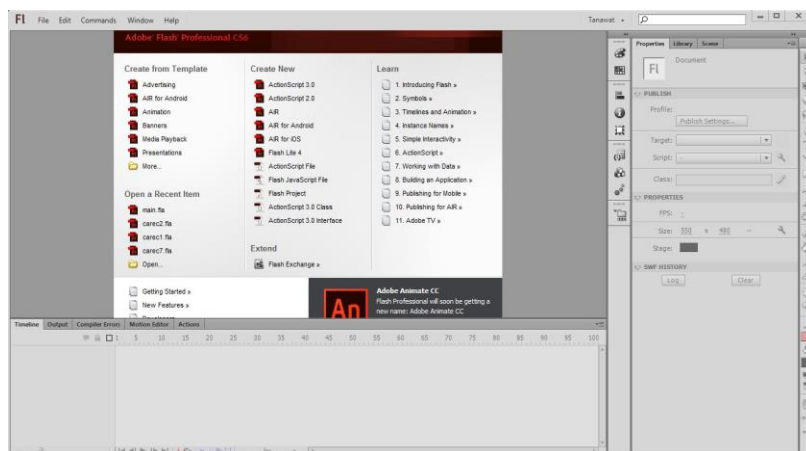 Fl File Edit Commands Window Help Tanawat
Adobe® Flash® Professional CS6
Create from Template
Advertising
AIR for Android
Animation
Banners
Media Playback
Presentations
More...
Open a Recent Item
main.fla
carec2.fla
carec1.fla
carec7.fla
Open...
Create New
ActionScript 3.0
ActionScript 2.0
AIR
AIR for Android
AIR for iOS
Flash Lite 4
ActionScript File
Flash JavaScript File
Flash Project
ActionScript 3.0 Class
ActionScript 3.0 Interface
Extend
Flash Exchange »
Learn
1. Introducing Flash »
2. Symbols »
3. Timelines and Animation »
4. Instance Names »
5. Simple Interactivity »
6. ActionScript »
7. Working with Data »
8. Building an Application »
9. Publishing for Mobile »
10. Publishing for AIR »
11. Adobe TV »
Getting Started »
New Features »
An
Adobe Animate CC
Flash Professional will soon be getting a
new name: Adobe Animate CC
Properties Library Scene
Fl Document
PUBLISH
Profile:
Publish Settings...
Target:
Script: -
Class:
PROPERTIES
FPS: -
Size: 550 x 400
Stage:
SWF HISTORY
Log Clear
Timeline Output Compiler Errors Motion Editor Actions
1 5 10 15 20 25 30 35 40 45 50 55 60 65 70 75 80 85 90 95 100